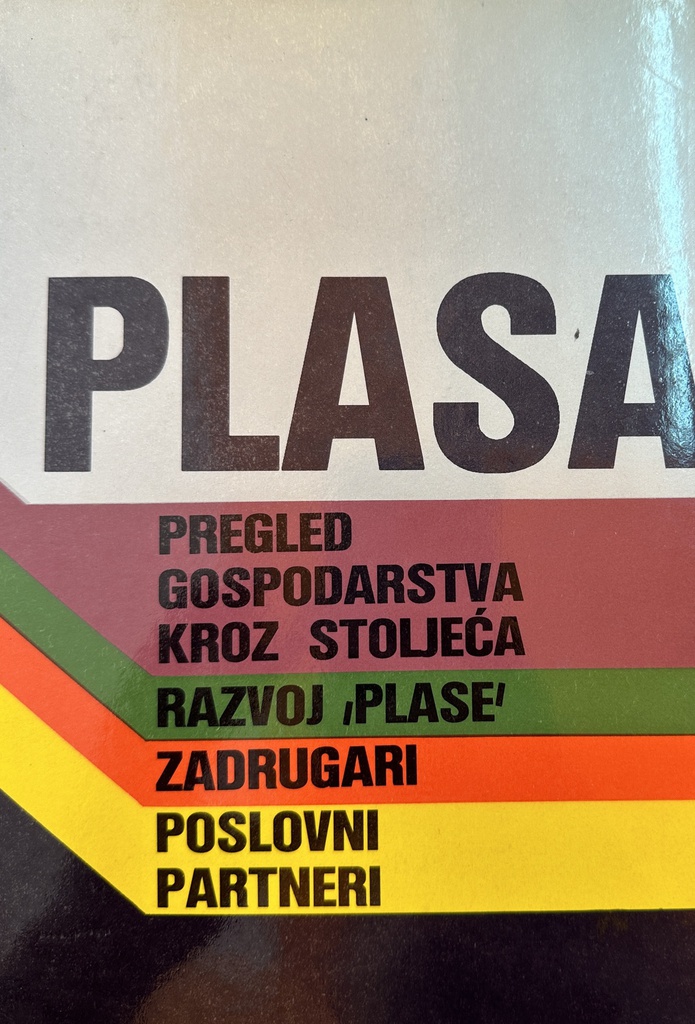 PLASA
PREGLED
GOSPODARSTVA
KROZ STOLJEĆA
RAZVOJ ‚PLASE'
ZADRUGARI
POSLOVNI
PARTNERI